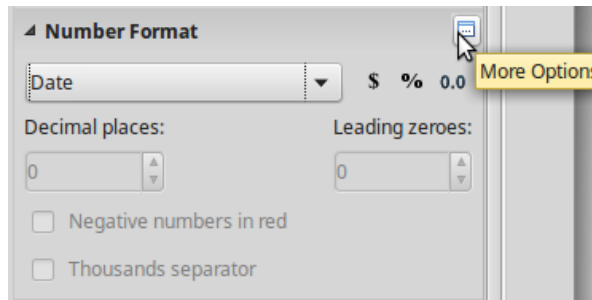 Number Format
Date $ % 0.0 More Options
Decimal places: Leading zeroes:
0 0
Negative numbers in red
Thousands separator